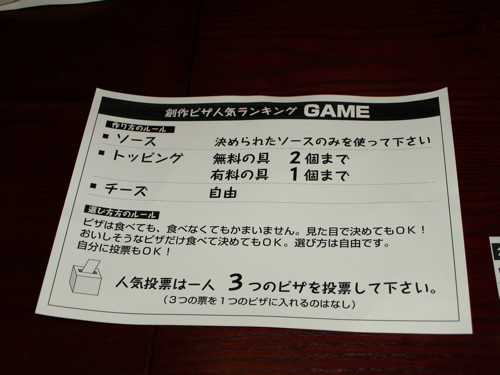 創作ピザ人気ランキング GAME
作り方のルール
■ ソース 決められたソースのみを使って下さい
■ トッピング 無料の具 2個まで
有料の具 1個まで
■ チーズ 自由
選び方方のルール
ピザは食べても、食べなくてもかまいません。見た目で決めてもOK!
おいしそうなピザだけ食べて決めてもOK。選び方は自由です。
自分に投票もOK!
人気投票は一人 3つのピザを投票して下さい。
(3つの票を1つのピザに入れるのはなし)